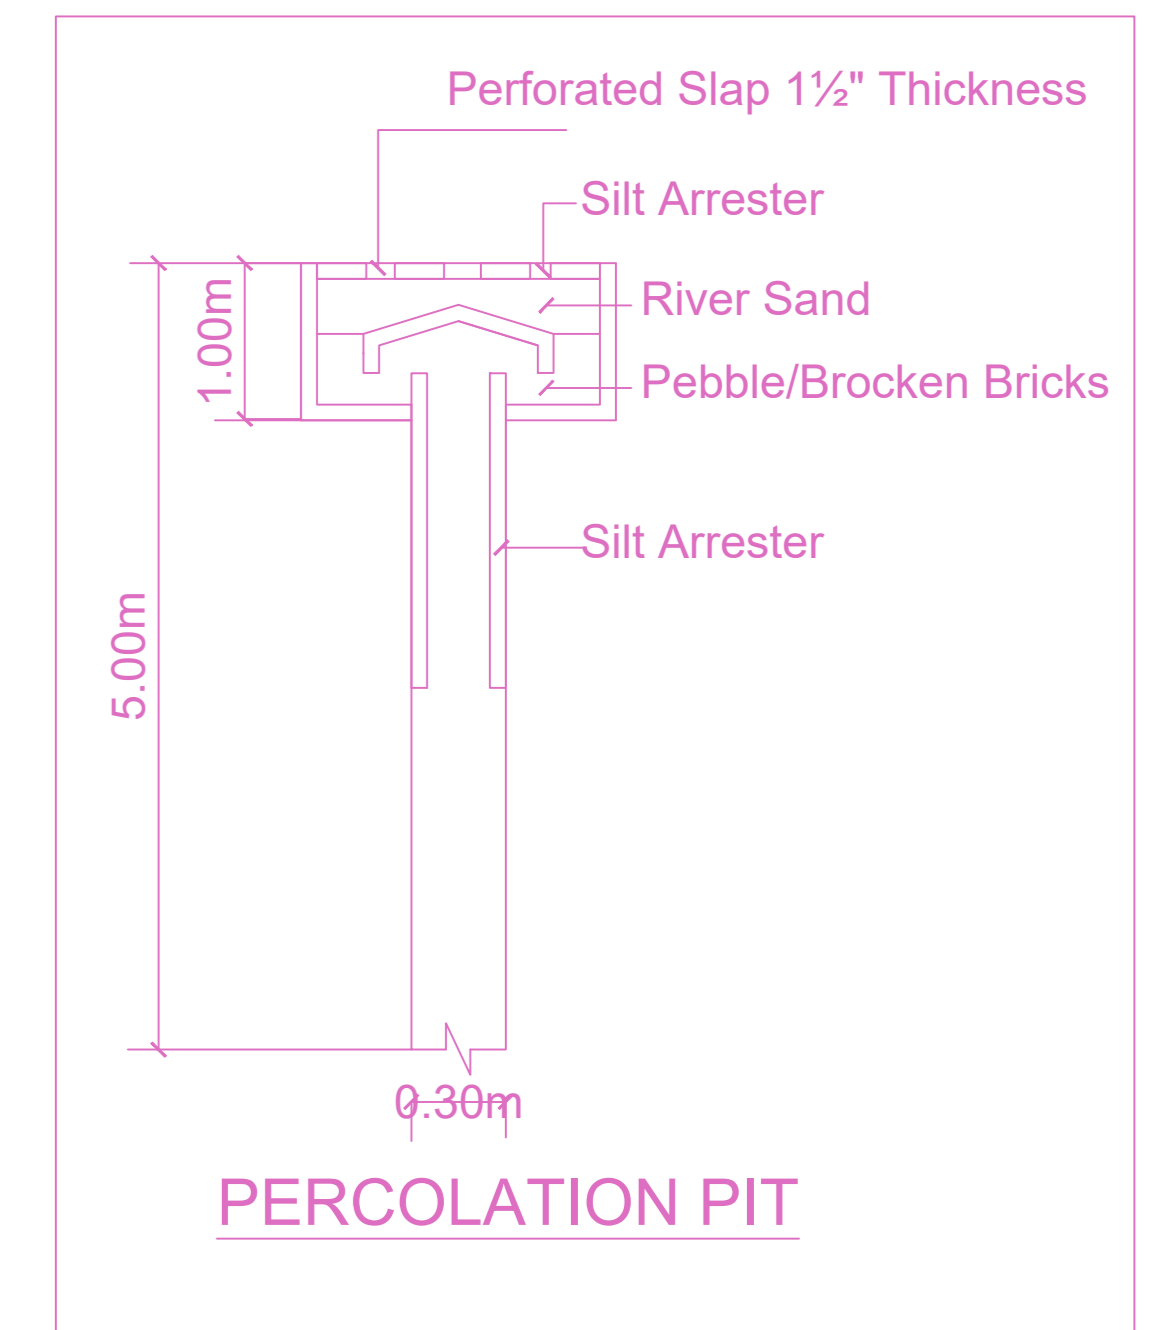 Perforated Slap 1½" Thickness
Silt Arrester
River Sand
1.00m
Pebble/Brocken Bricks
Silt Arrester
5.00m
0.30m
PERCOLATION PIT